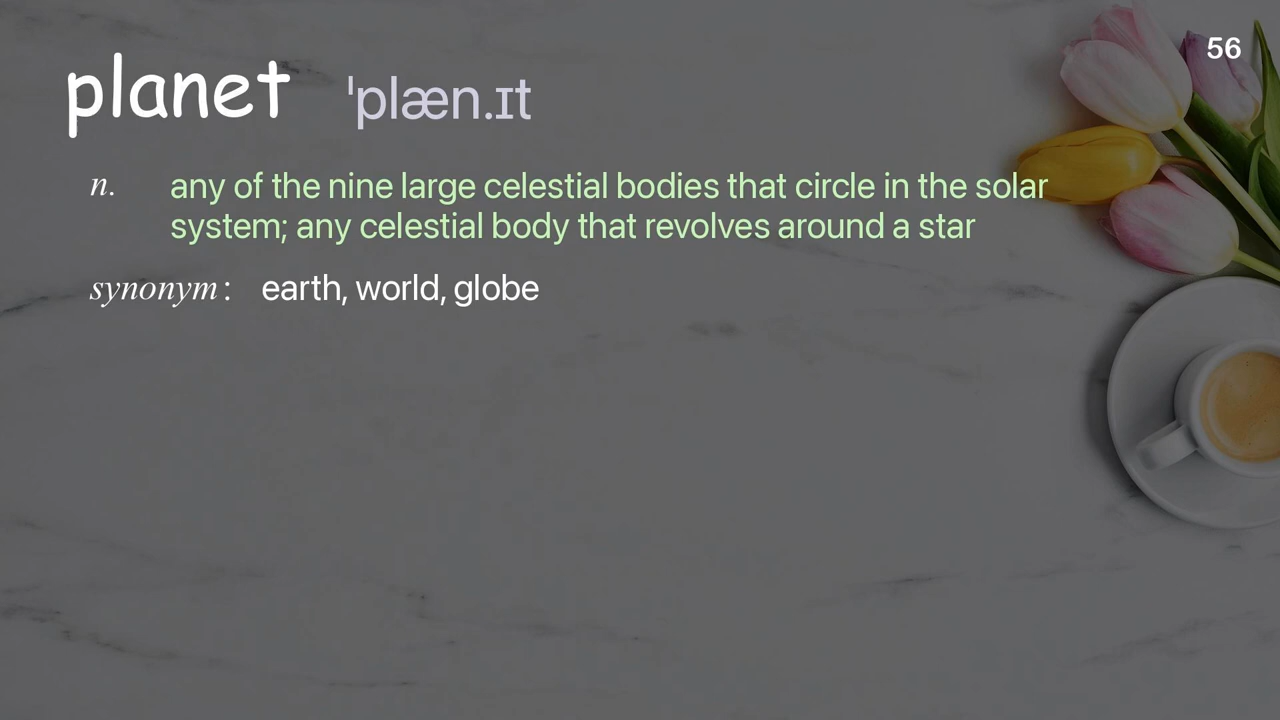 56
planet ˈplæn.ɪt
n. any of the nine large celestial bodies that circle in the solar
system; any celestial body that revolves around a star
synonym: earth, world, globe